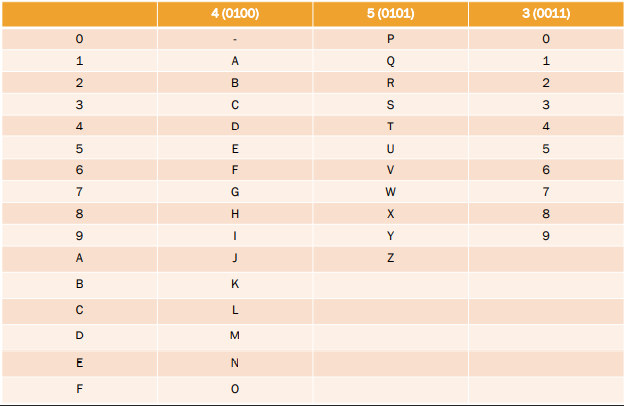 4 (0100) 5 (0101) 3 (0011)
0 - P 0
1 A Q 1
2 B R 2
3 C S 3
4 D T 4
5 E U 5
6 F V 6
7 G W 7
8 H X 8
9 I Y 9
A J Z
B K
C L
D M
E N
F O